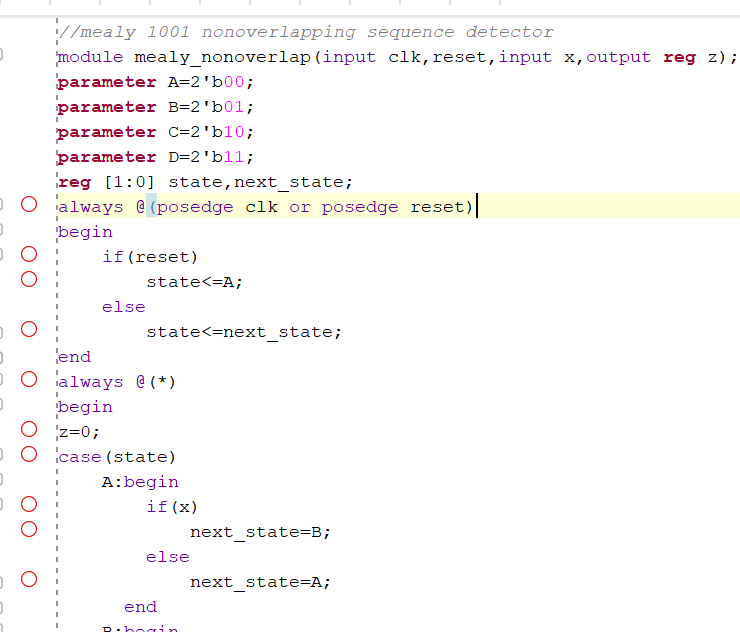 //mealy 1001 nonoverlapping sequence detector
module mealy_nonoverlap(input clk,reset,input x,output reg z);
parameter A=2'b00;
parameter B=2'b01;
parameter C=2'b10;
parameter D=2'b11;
reg [1:0] state,next_state;
always @(posedge clk or posedge reset)
begin
    if(reset)
        state<=A;
    else
        state<=next_state;
end
always @(*)
begin
z=0;
case(state)
    A:begin
        if(x)
            next_state=B;
        else
            next_state=A;
      end
    B:begin